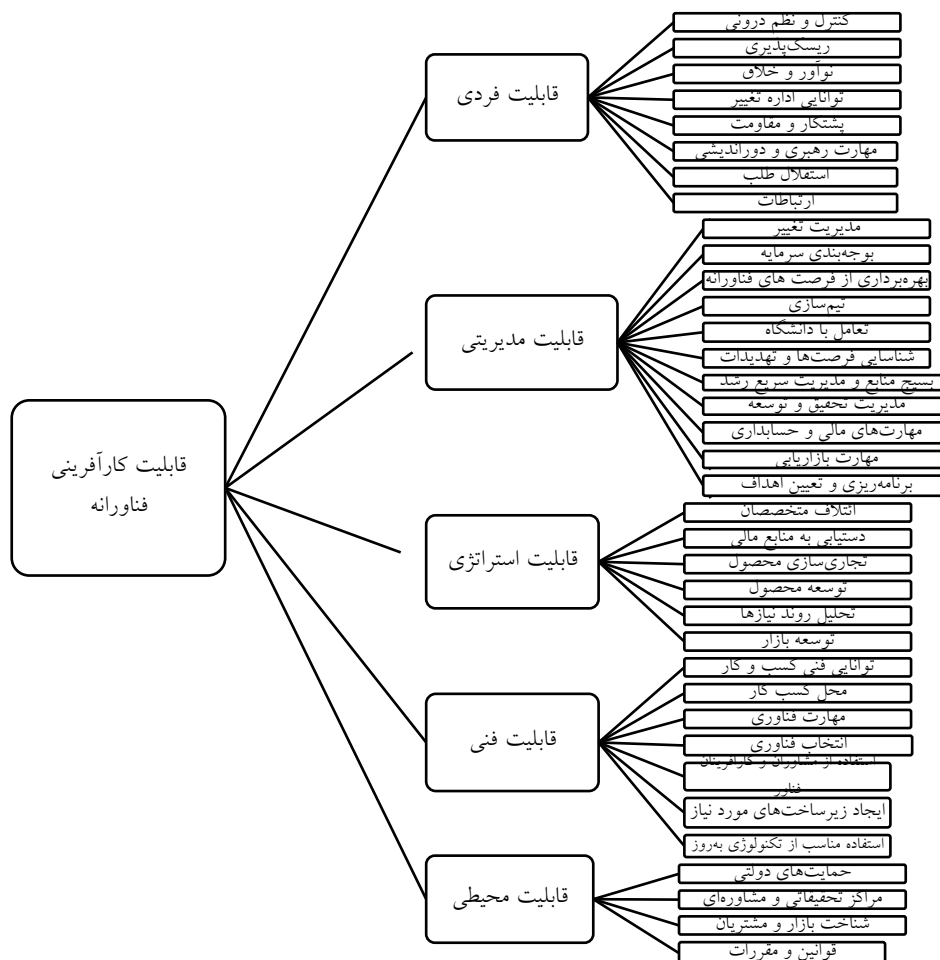 قابلیت کارآفرینی
فناورانه
قابلیت فردی
کنترل و نظم درونی
ریسک‌پذیری
نوآور و خلاق
توانایی اداره تغییر
پشتکار و مقاومت
مهارت رهبری و دوراندیشی
استقلال طلب
ارتباطات
قابلیت مدیریتی
مدیریت تغییر
بوجه‌بندی سرمایه
بهره‌برداری از فرصت های فناورانه
تیم‌سازی
تعامل با دانشگاه
شناسایی فرصت‌ها و تهدیدات
بسیج منابع و مدیریت سریع رشد
مدیریت تحقیق و توسعه
مهارت‌های مالی و حسابداری
مهارت بازاریابی
برنامه‌ریزی و تعیین اهداف
قابلیت استراتژی
ائتلاف متخصصان
دستیابی به منابع مالی
تجاری‌سازی محصول
توسعه محصول
تحلیل روند نیازها
توسعه بازار
قابلیت فنی
توانایی فنی کسب و کار
محل کسب کار
مهارت فناوری
انتخاب فناوری
استفاده از مشاوران و کارآفرینان
فناور
ایجاد زیرساخت‌های مورد نیاز
استفاده مناسب از تکنولوژی به‌روز
قابلیت محیطی
حمایت‌های دولتی
مراکز تحقیقاتی و مشاوره‌ای
شناخت بازار و مشتریان
قوانین و مقررات